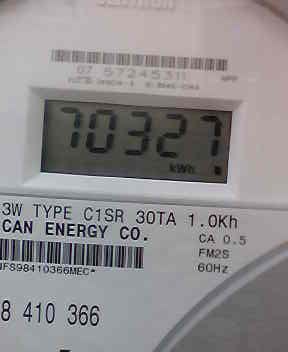 07 57245311
70327
kWh
3W TYPE C1SR 30TA 1.0Kh
CAN ENERGY CO.
CA 0.5
FM2S
60Hz
NFS98410366MEC*
8 410 366